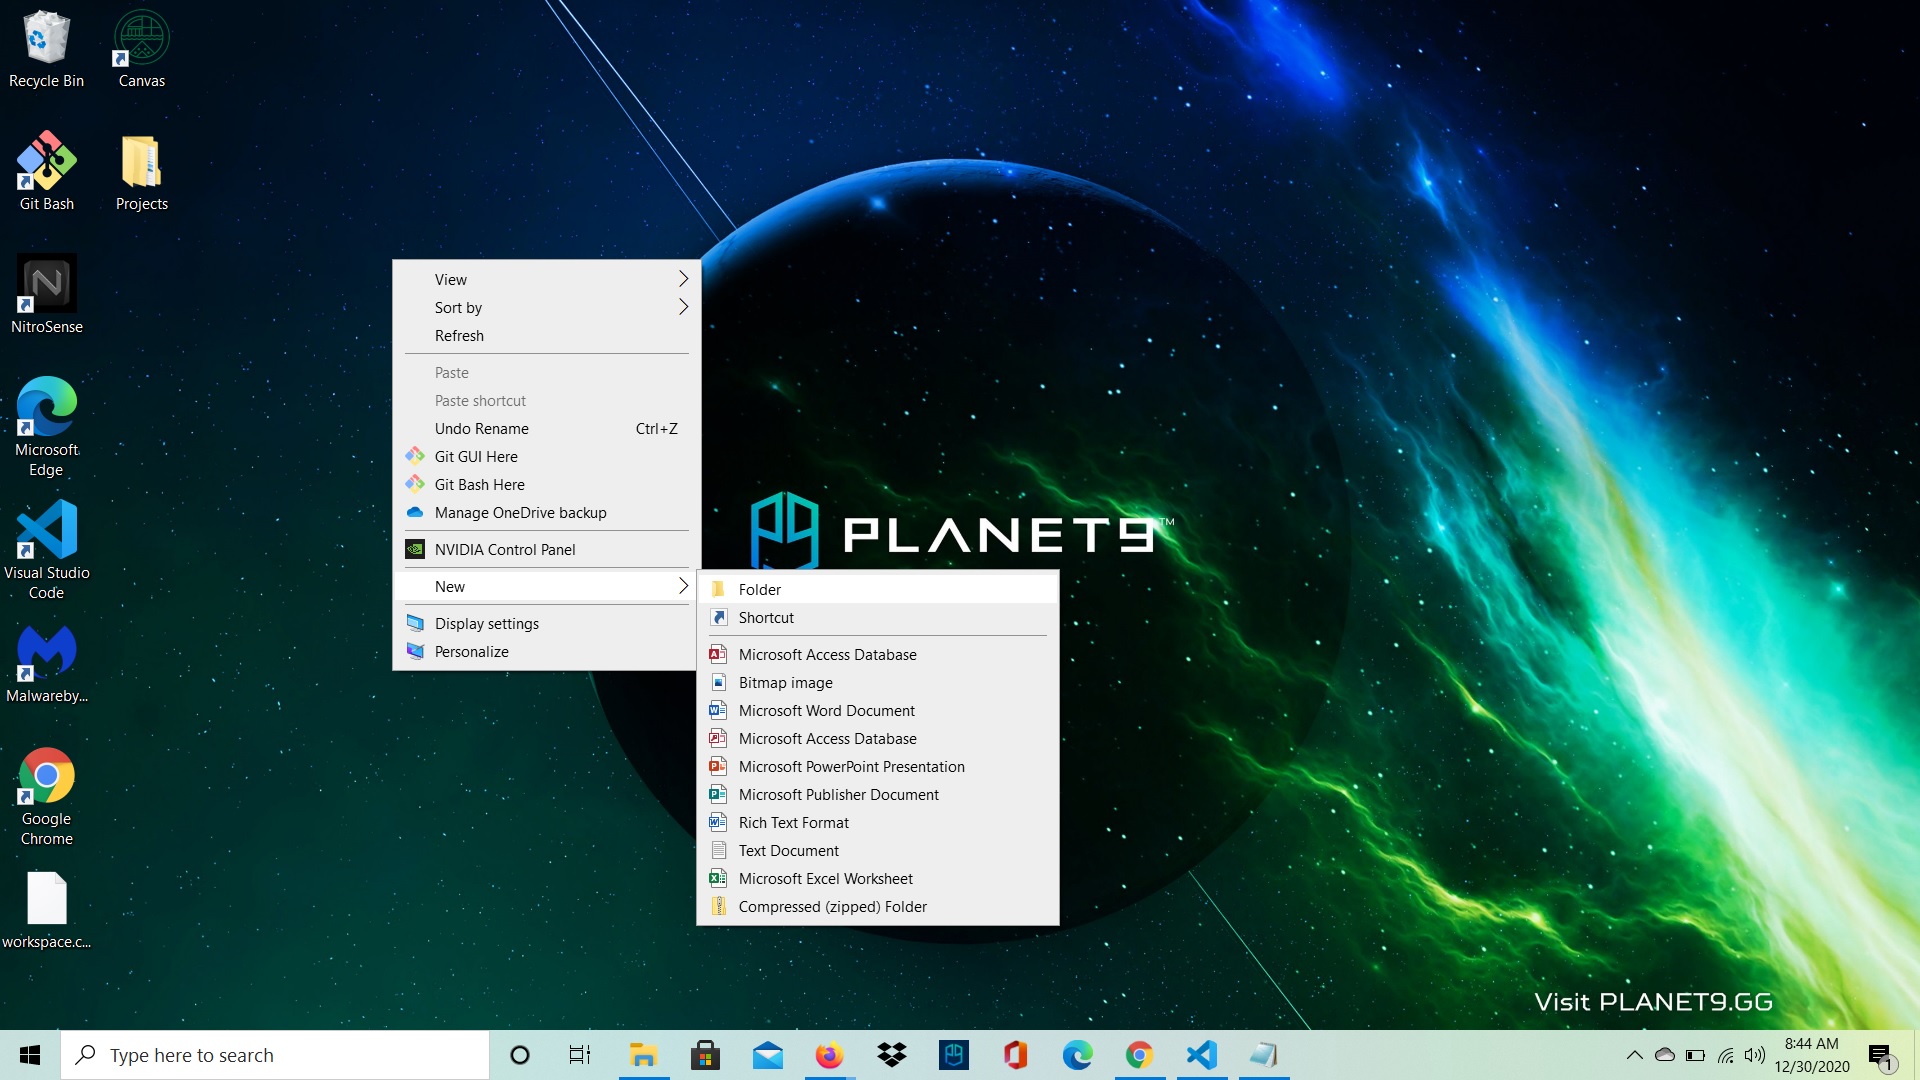 Recycle Bin
Canvas
Git Bash
Projects
NitroSense
Microsoft
Edge
Visual Studio
Code
Malwareby...
Google
Chrome
workspace.c...
View
Sort by
Refresh
Paste
Paste shortcut
Undo Rename Ctrl+Z
Git GUI Here
Git Bash Here
Manage OneDrive backup
NVIDIA Control Panel
New
Display settings
Personalize
Folder
Shortcut
Microsoft Access Database
Bitmap image
Microsoft Word Document
Microsoft Access Database
Microsoft PowerPoint Presentation
Microsoft Publisher Document
Rich Text Format
Text Document
Microsoft Excel Worksheet
Compressed (zipped) Folder
PLANET9™
Visit PLANET9.GG
Type here to search
8:44 AM
12/30/2020
1